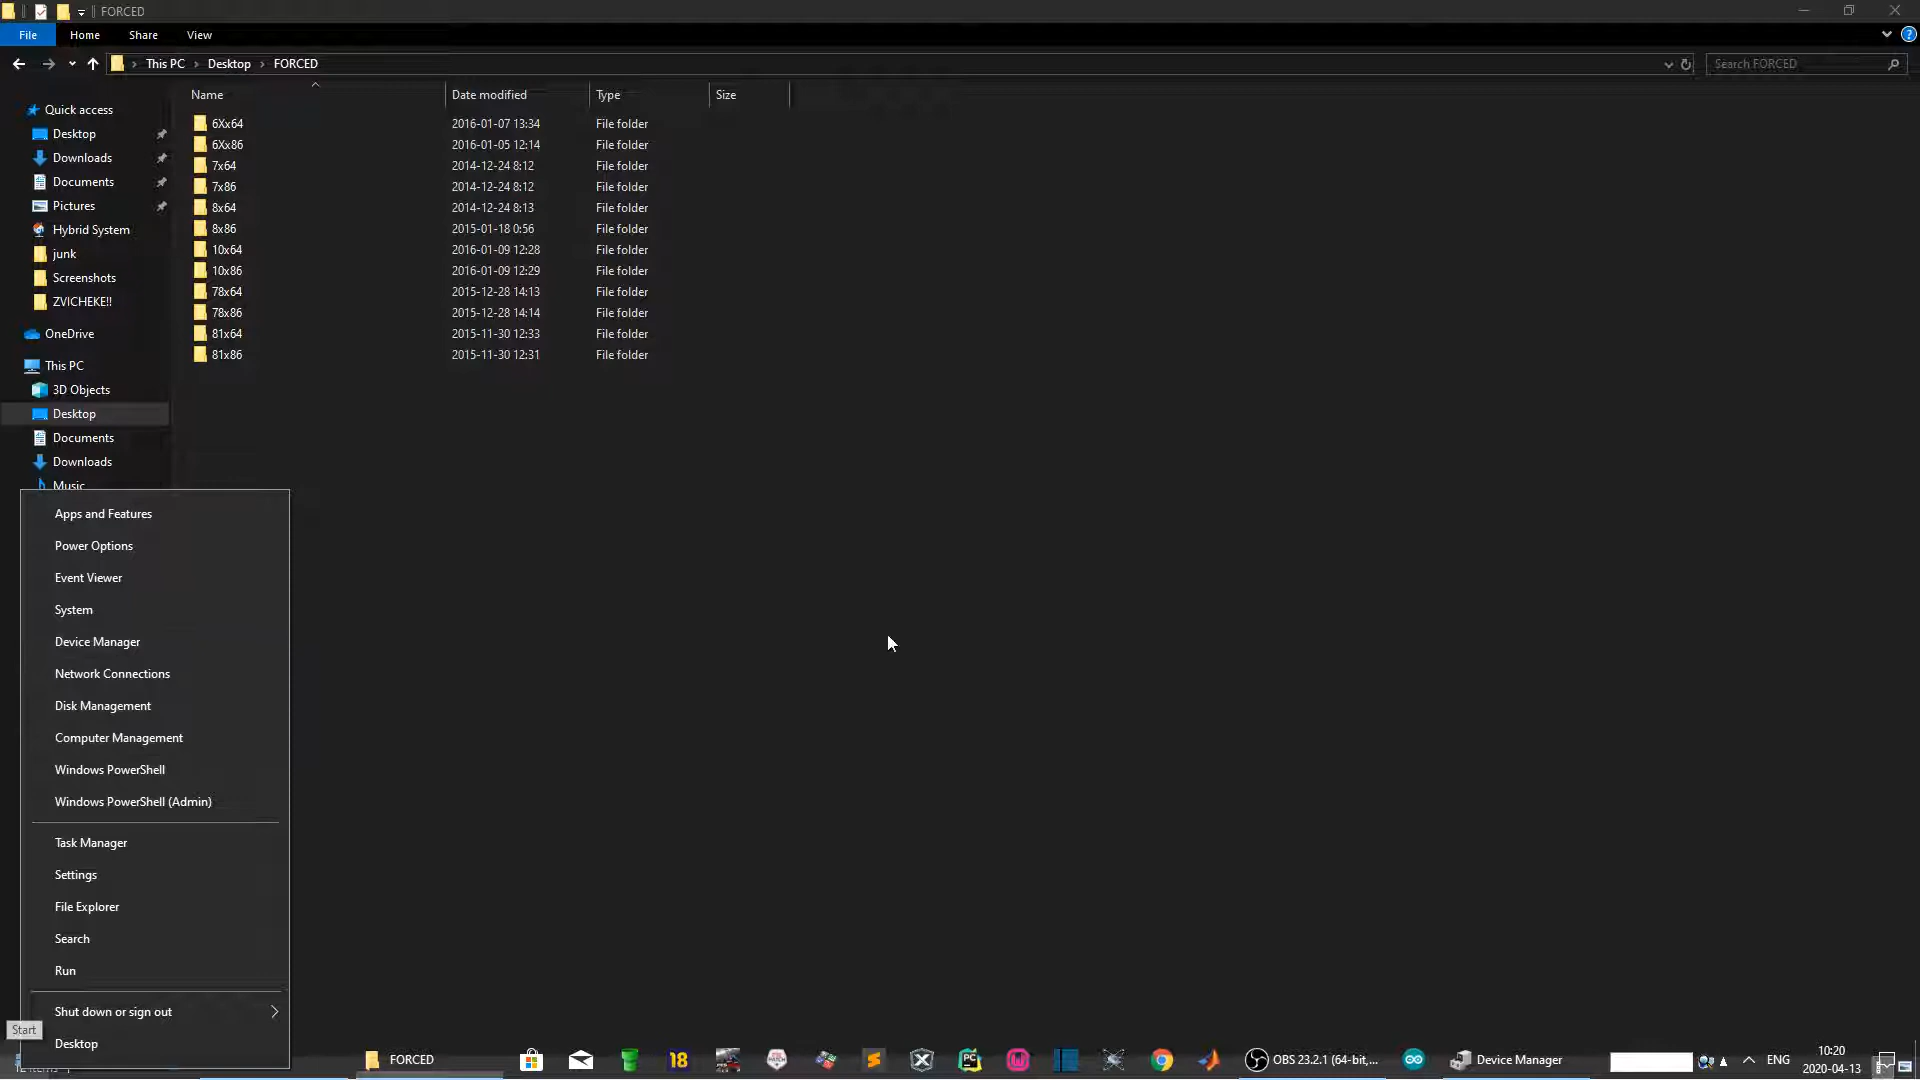 FORCED
File Home Share View
This PC Desktop FORCED
Search FORCED
Name Date modified Type Size
Quick access
Desktop
Downloads
Documents
Pictures
Hybrid System
junk
Screenshots
ZVICHEKE!!
OneDrive
This PC
3D Objects
Desktop
Documents
Downloads
Music
6Xx64 2016-01-07 13:34 File folder
6Xx86 2016-01-05 12:14 File folder
7x64 2014-12-24 8:12 File folder
7x86 2014-12-24 8:12 File folder
8x64 2014-12-24 8:13 File folder
8x86 2015-01-18 0:56 File folder
10x64 2016-01-09 12:28 File folder
10x86 2016-01-09 12:29 File folder
78x64 2015-12-28 14:13 File folder
78x86 2015-12-28 14:14 File folder
81x64 2015-11-30 12:33 File folder
81x86 2015-11-30 12:31 File folder
Apps and Features
Power Options
Event Viewer
System
Device Manager
Network Connections
Disk Management
Computer Management
Windows PowerShell
Windows PowerShell (Admin)
Task Manager
Settings
File Explorer
Search
Run
Shut down or sign out
Desktop
Start
FORCED
18
PC
OBS 23.2.1 (64-bit,...
Device Manager
ENG
10:20
2020-04-13